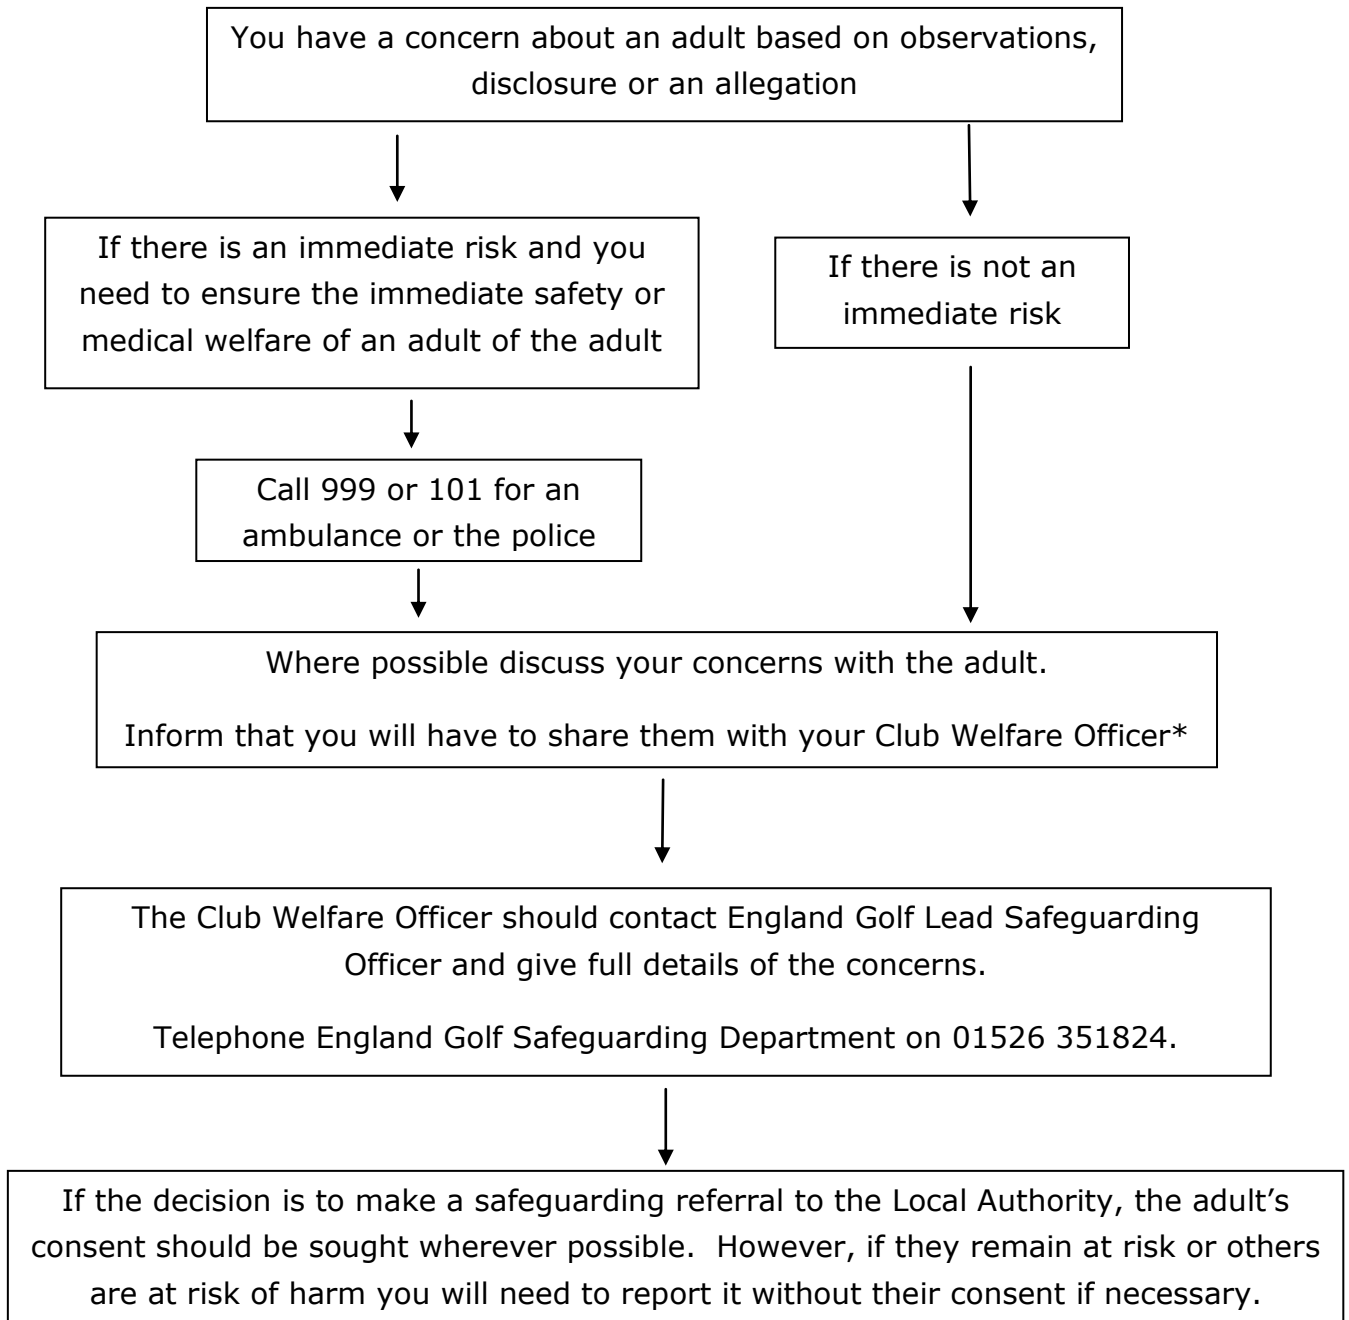 You have a concern about an adult based on observations,
disclosure or an allegation
If there is an immediate risk and you
need to ensure the immediate safety or
medical welfare of an adult of the adult
If there is not an
immediate risk
Call 999 or 101 for an
ambulance or the police
Where possible discuss your concerns with the adult.
Inform that you will have to share them with your Club Welfare Officer*
The Club Welfare Officer should contact England Golf Lead Safeguarding
Officer and give full details of the concerns.
Telephone England Golf Safeguarding Department on 01526 351824.
If the decision is to make a safeguarding referral to the Local Authority, the adult’s
consent should be sought wherever possible.  However, if they remain at risk or others
are at risk of harm you will need to report it without their consent if necessary.